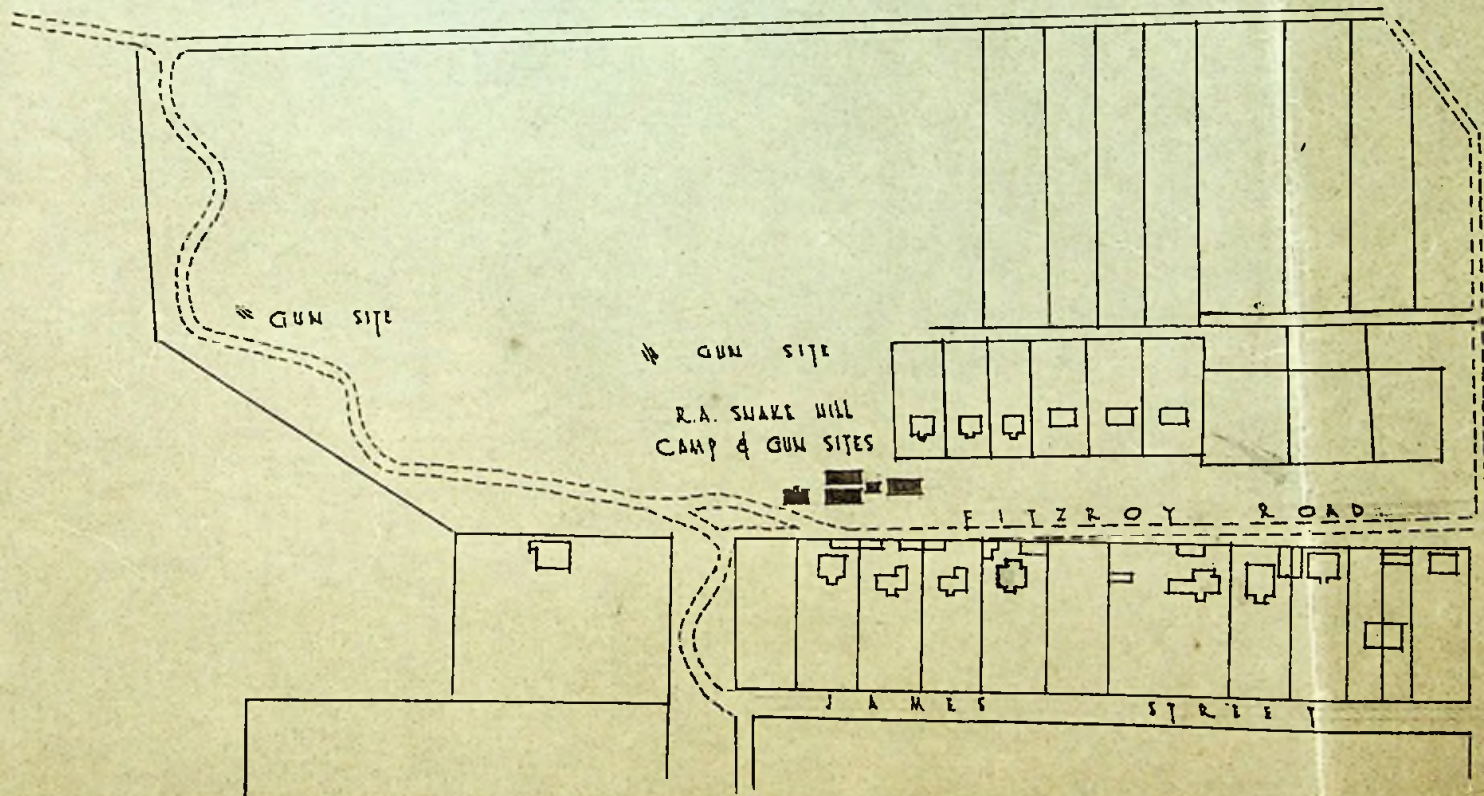 GUN SITE
GUN SITE
R.A. SNAKE HILL
CAMP & GUN SITES
FITZROY ROAD
JAMES STREET